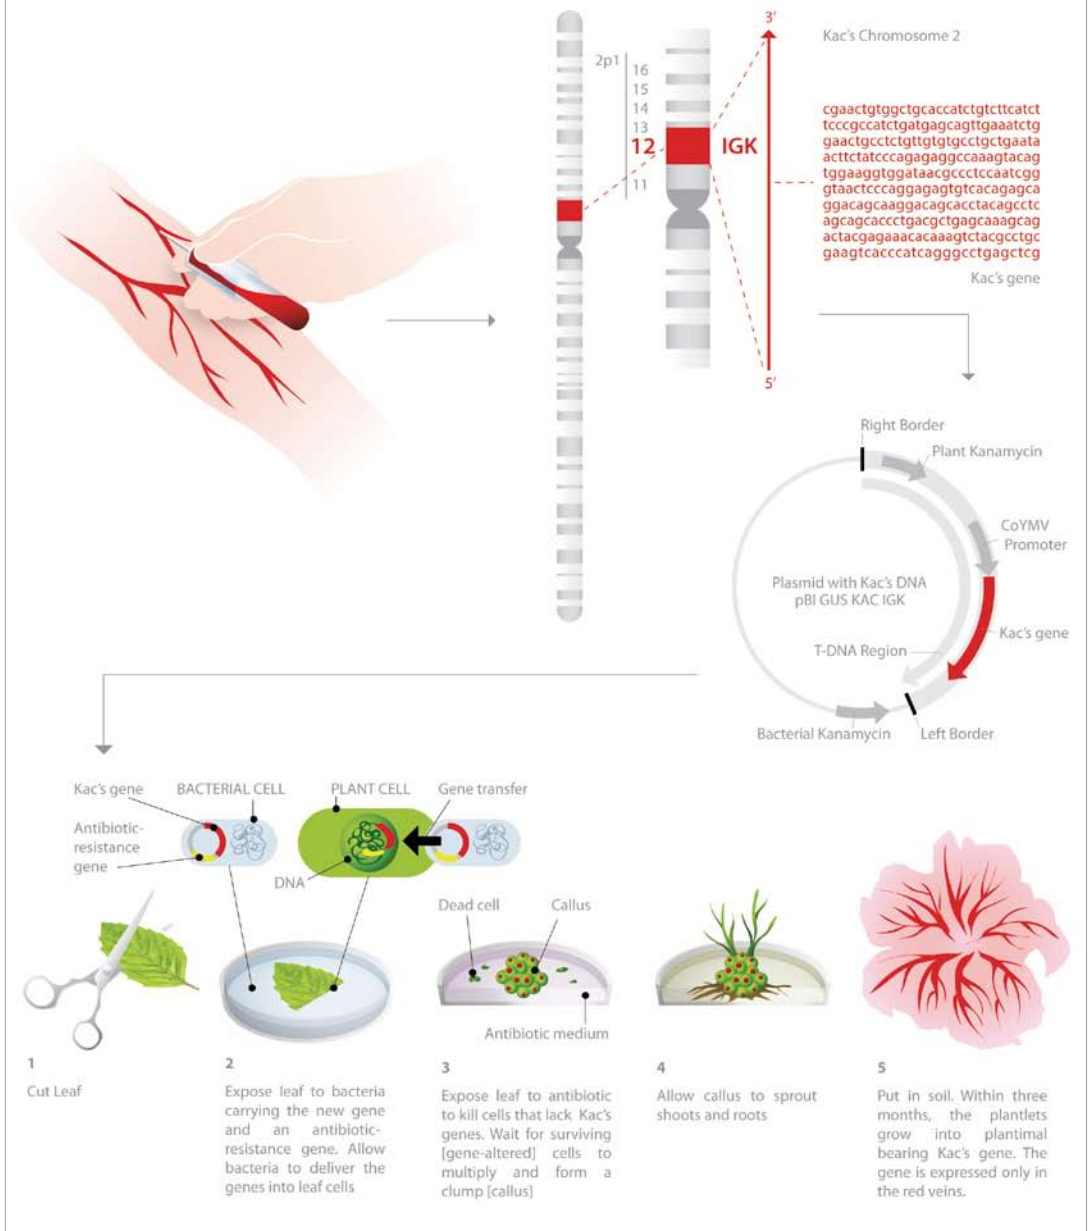 3′
Kac's Chromosome 2
2p1
16
15
14
13
12
11
IGK
cgaactgtggctgcaccatctgtcttcatct
tcccgccatctgatgagcagttgaaatctg
gaactgcctctgttgtgtgcctgctgaata
acttctatcccagagaggccaaagtacag
tggaaggtggataacgccctccaatcgg
gtaactcccaggagagtgtcacagagca
ggacagcaaggacagcacctacagcctc
agcagcaccctgacgctgagcaaagcag
actacgagaaacacaaagtctacgcctgc
gaagtcacccatcagggcctgagctcg
Kac's gene
5′
Right Border
Plant Kanamycin
CoYMV
Promoter
Plasmid with Kac's DNA
pBI GUS KAC IGK
Kac's gene
T-DNA Region
Bacterial Kanamycin
Left Border
Kac's gene
BACTERIAL CELL
PLANT CELL
Gene transfer
Antibiotic-
resistance
gene
DNA
Dead cell
Callus
Antibiotic medium
1
Cut Leaf
2
Expose leaf to bacteria
carrying the new gene
and an antibiotic-
resistance gene. Allow
bacteria to deliver the
genes into leaf cells
3
Expose leaf to antibiotic
to kill cells that lack Kac's
genes. Wait for surviving
[gene-altered] cells to
multiply and form a
clump [callus]
4
Allow callus to sprout
shoots and roots
5
Put in soil. Within three
months, the plantlets
grow into plantimal
bearing Kac's gene. The
gene is expressed only in
the red veins.